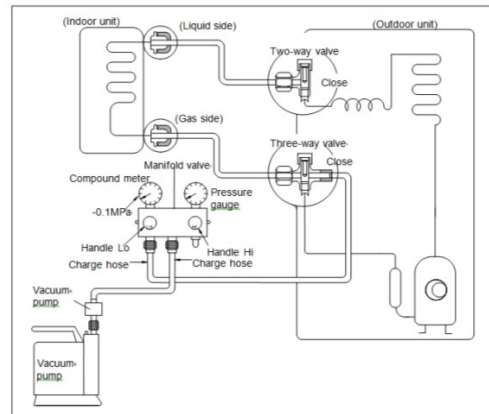 (Indoor unit)
(Liquid side)
(Outdoor unit)
Two-way valve
Close
(Gas side)
Three-way valve
Close
Manifold valve
Compound meter
Pressure
gauge
-0.1MPa
Handle Lo
Handle Hi
Charge hose
Charge hose
Vacuum-
pump
Vacuum-
pump